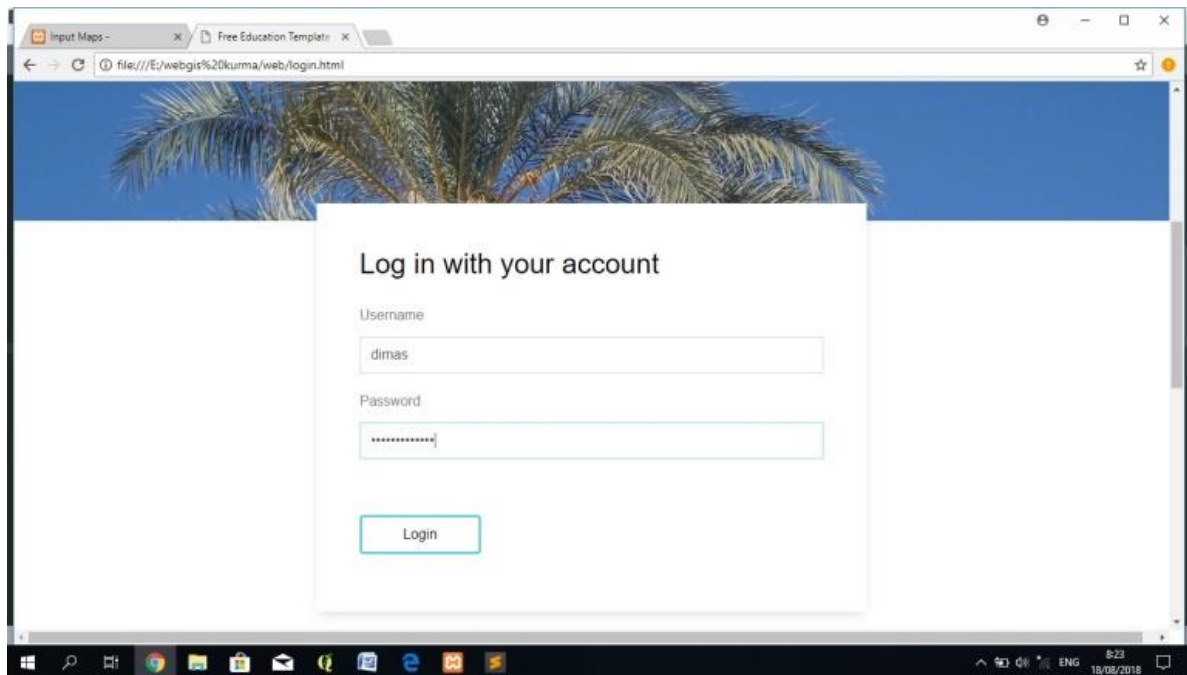 Input Maps -
Free Education Template
file:///E:/webgis%20kurma/web/login.html
Log in with your account
Username
dimas
Password
•••••••••••••
Login
ENG
8:23
18/08/2018